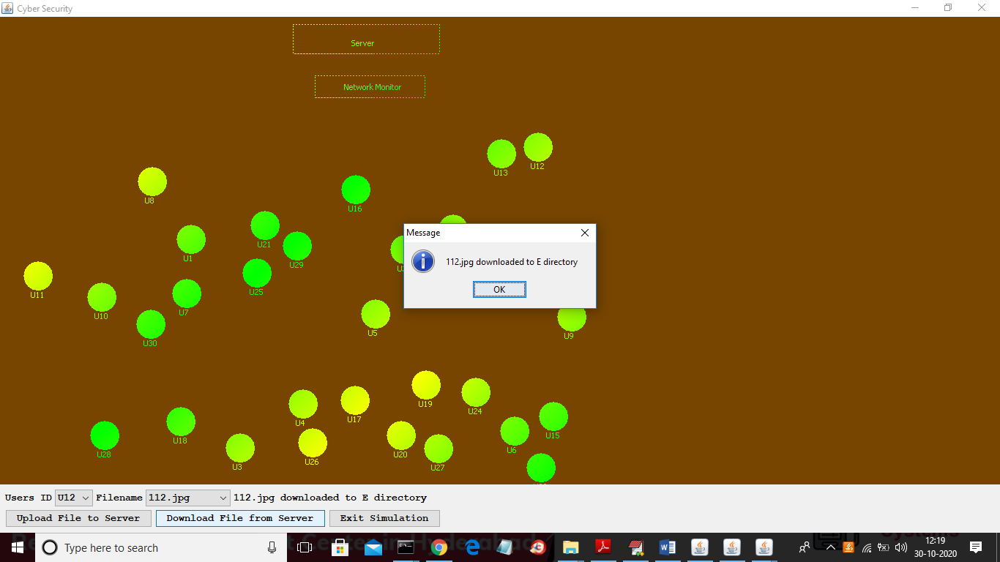 Cyber Security
Server
Network Monitor
U13
U12
U8
U16
U21
U1
U29
U11
U25
U10
U7
U30
U5
U9
Message
112.jpg downloaded to E directory
OK
U19
U24
U4
U17
U15
U18
U6
U28
U20
U26
U3
U27
Users ID U12 Filename 112.jpg 112.jpg downloaded to E directory
Upload File to Server Download File from Server Exit Simulation
Type here to search
12:19
30-10-2020